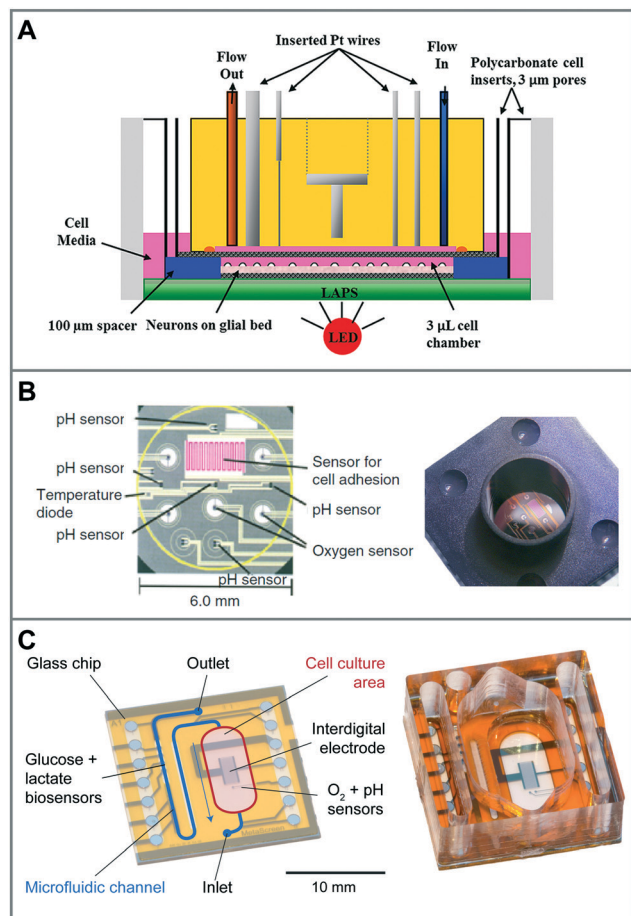 A
Flow
Out
Inserted Pt wires
Flow
In
Polycarbonate cell
inserts, 3 μm pores
Cell
Media
100 μm spacer
Neurons on glial bed
LAPS
LED
3 μL cell
chamber
B
pH sensor
pH sensor
Temperature
diode
pH sensor
Sensor for
cell adhesion
pH sensor
Oxygen sensor
pH sensor
6.0 mm
C
Glass chip
Outlet
Cell culture
area
Interdigital
electrode
Glucose +
lactate
biosensors
O2 + pH
sensors
Microfluidic channel
Inlet
10 mm